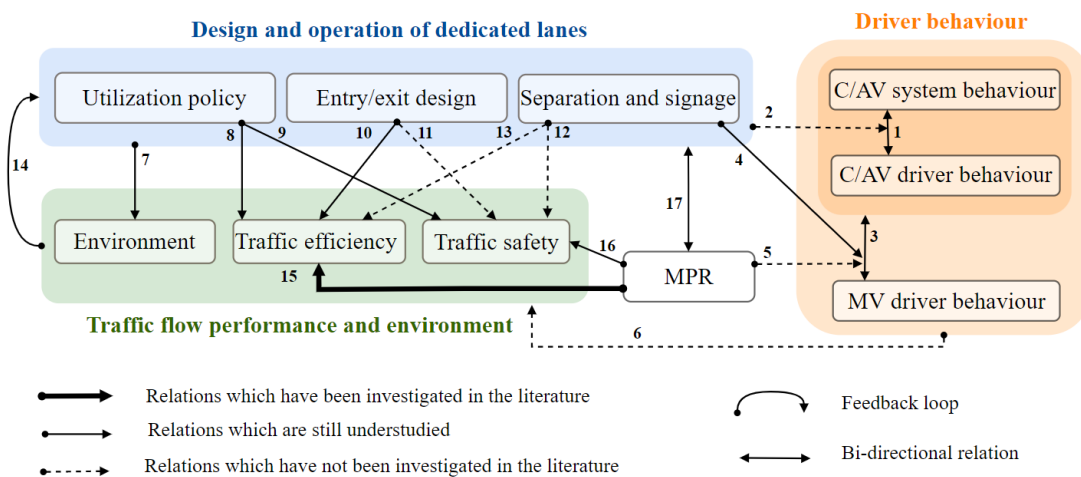 Design and operation of dedicated lanes
Driver behaviour
Utilization policy
Entry/exit design
Separation and signage
C/AV system behaviour
8
9
10
11
13
12
2
1
14
7
4
C/AV driver behaviour
17
3
Environment
Traffic efficiency
Traffic safety
16
5
15
MPR
MV driver behaviour
Traffic flow performance and environment
6
Relations which have been investigated in the literature
Feedback loop
Relations which are still understudied
Bi-directional relation
Relations which have not been investigated in the literature